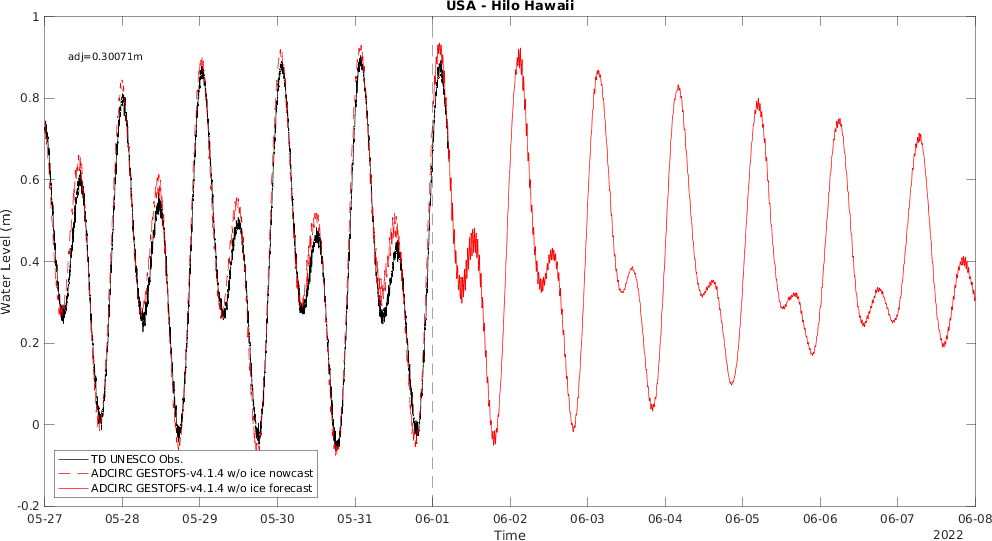 USA - Hilo Hawaii
adj=0.30071m
Water Level (m)
1
0.8
0.6
0.4
0.2
0
-0.2
TD UNESCO Obs.
ADCIRC GESTOFS-v4.1.4 w/o ice nowcast
ADCIRC GESTOFS-v4.1.4 w/o ice forecast
05-27 05-28 05-29 05-30 05-31 06-01 06-02 06-03 06-04 06-05 06-06 06-07 06-08
Time
2022